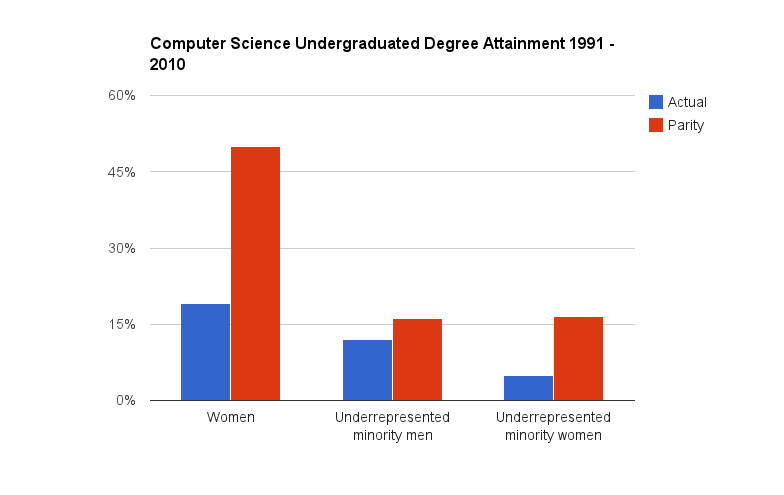 Computer Science Undergraduated Degree Attainment 1991 -
2010
60%
Actual
Parity
45%
30%
15%
0%
Women
Underrepresented
minority men
Underrepresented
minority women